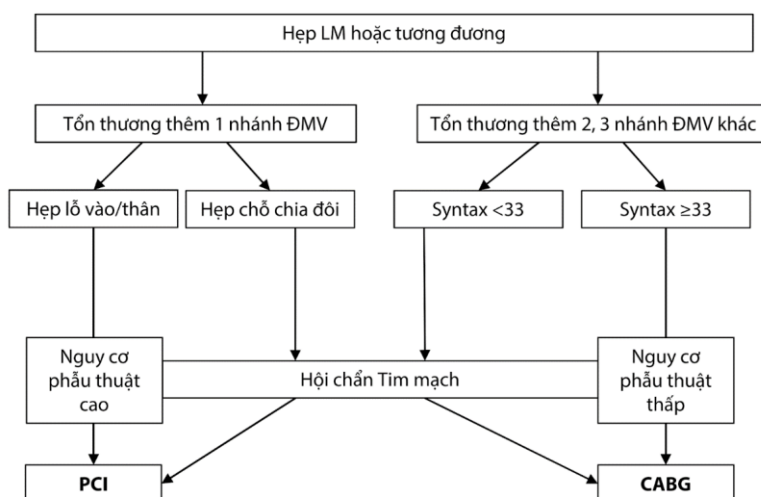 Hẹp LM hoặc tương đương
Tổn thương thêm 1 nhánh ĐMV
Tổn thương thêm 2, 3 nhánh ĐMV khác
Hẹp lỗ vào/thân
Hẹp chỗ chia đôi
Syntax <33
Syntax ≥33
Nguy cơ
phẫu thuật
cao
Hội chẩn Tim mạch
Nguy cơ
phẫu thuật
thấp
PCI
CABG